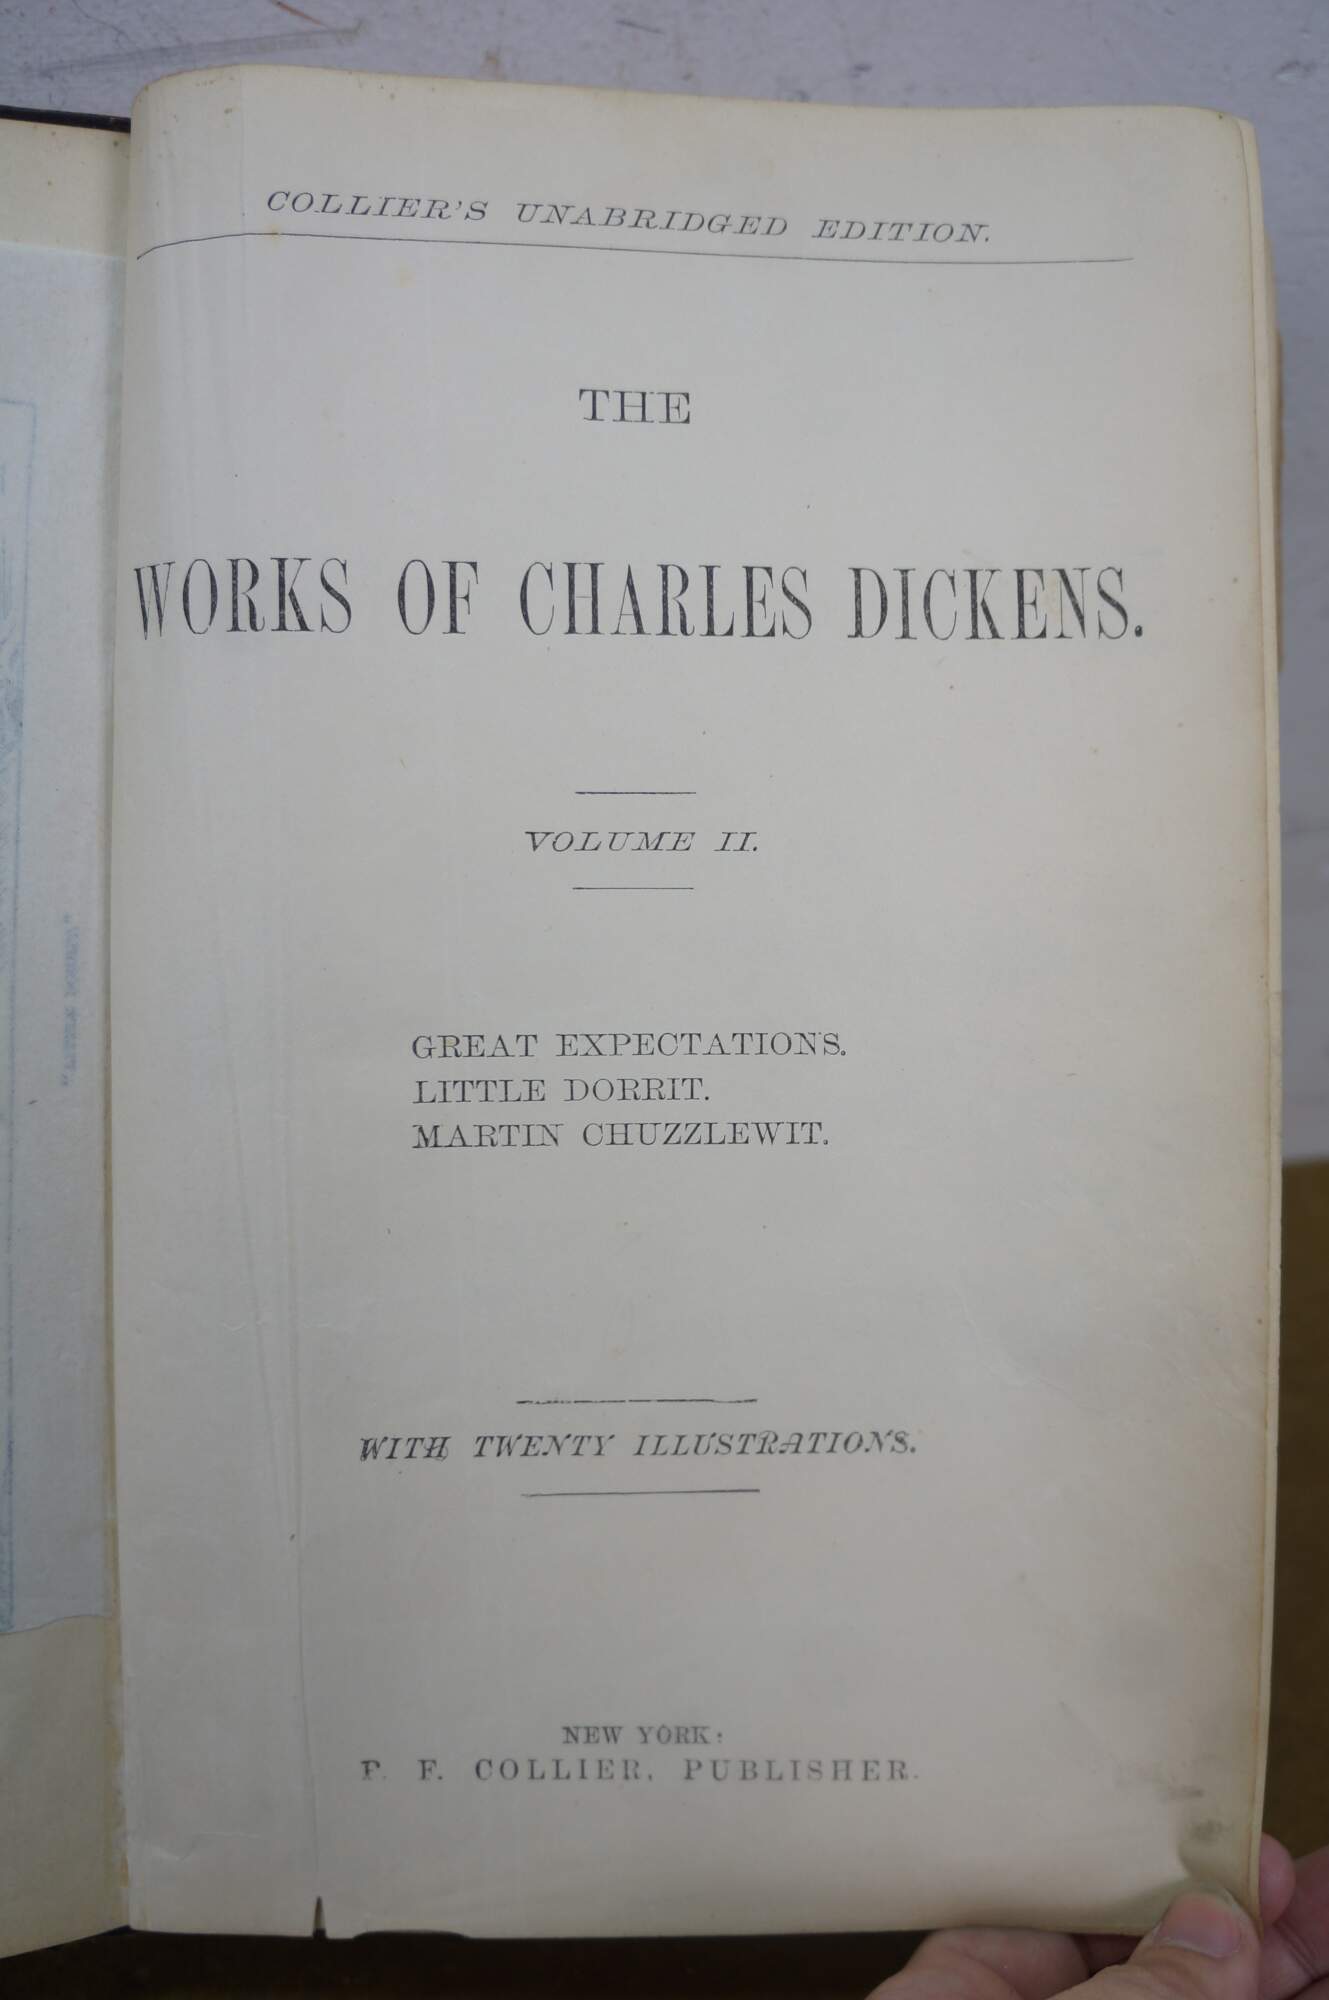 COLLIER'S UNABRIDGED EDITION.
THE
WORKS OF CHARLES DICKENS.
VOLUME II.
GREAT EXPECTATIONS.
LITTLE DORRIT.
MARTIN CHUZZLEWIT.
WITH TWENTY ILLUSTRATIONS.
NEW YORK:
P. F. COLLIER, PUBLISHER.